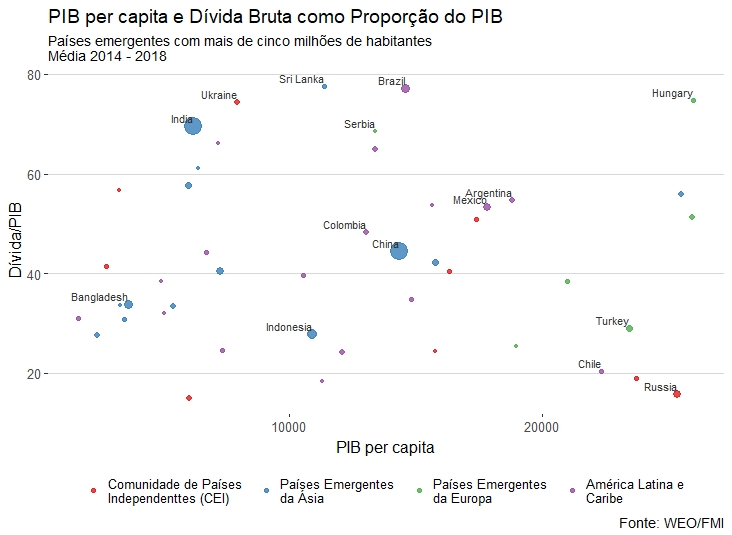 PIB per capita e Dívida Bruta como Proporção do PIB
Países emergentes com mais de cinco milhões de habitantes
Média 2014 - 2018
80
60
40
20
Dívida/PIB
Sri Lanka
Brazil
Ukraine
Hungary
India
Serbia
Argentina
Mexico
Colombia
China
Bangladesh
Indonesia
Turkey
Chile
Russia
10000
20000
PIB per capita
Comunidade de Países
Independenttes (CEI)
Países Emergentes
da Ásia
Países Emergentes
da Europa
América Latina e
Caribe
Fonte: WEO/FMI